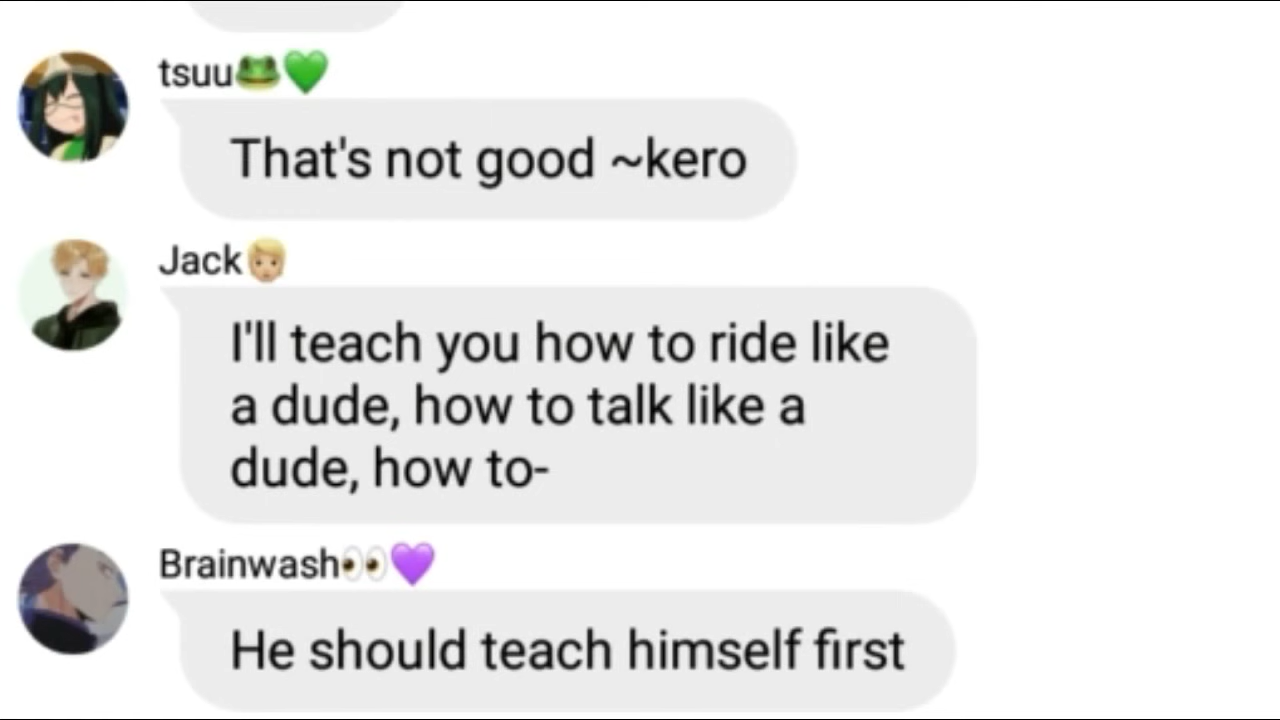 tsuu🐸💚
That's not good ~kero
Jack👱🏼
I'll teach you how to ride like
a dude, how to talk like a
dude, how to-
Brainwash👀💜
He should teach himself first